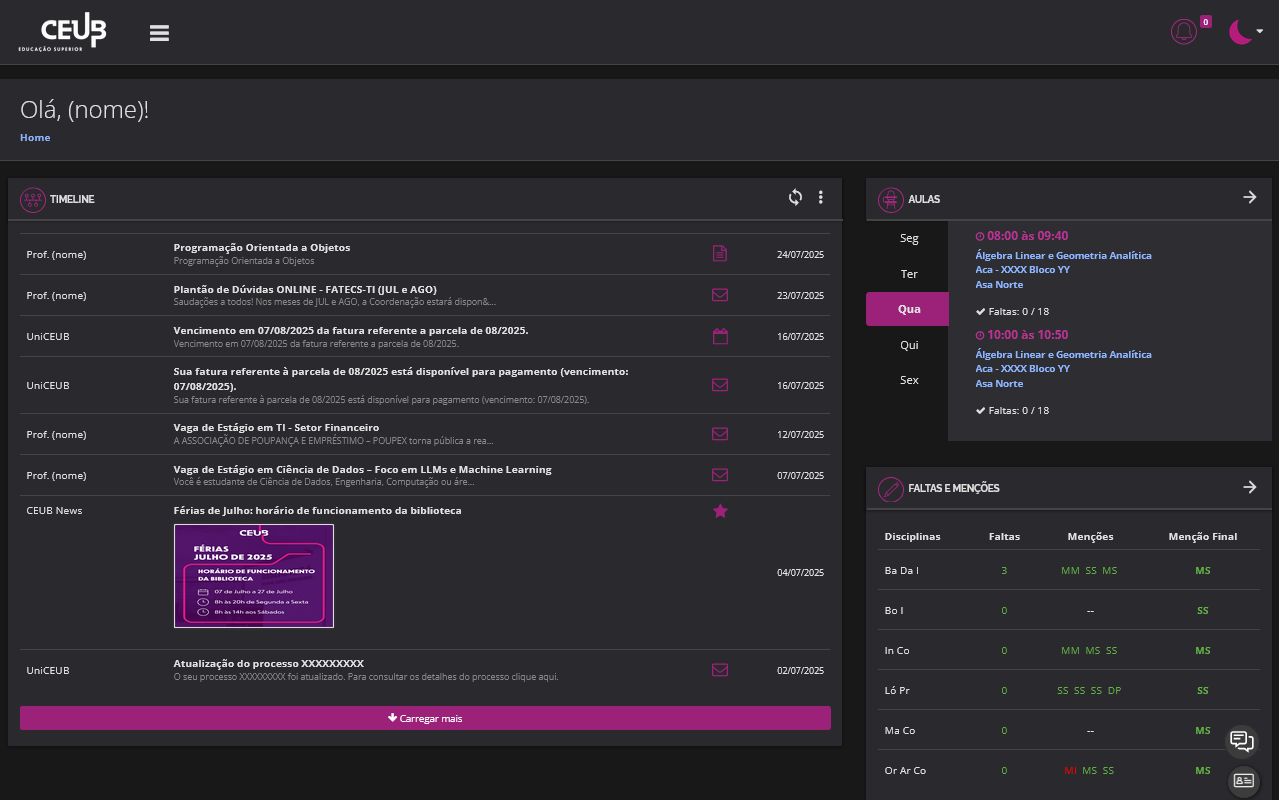 CEUB
EDUCAÇÃO SUPERIOR
0
Olá, (nome)!
Home
TIMELINE
Prof. (nome)
Programação Orientada a Objetos
Programação Orientada a Objetos
24/07/2025
Prof. (nome)
Plantão de Dúvidas ONLINE - FATECS-TI (JUL e AGO)
Saudações a todos! Nos meses de JUL e AGO, a Coordenação estará dispon&...
23/07/2025
UniCEUB
Vencimento em 07/08/2025 da fatura referente a parcela de 08/2025.
Vencimento em 07/08/2025 da fatura referente a parcela de 08/2025.
16/07/2025
UniCEUB
Sua fatura referente à parcela de 08/2025 está disponível para pagamento (vencimento:
07/08/2025).
Sua fatura referente à parcela de 08/2025 está disponível para pagamento (vencimento: 07/08/2025).
16/07/2025
Prof. (nome)
Vaga de Estágio em TI - Setor Financeiro
A ASSOCIAÇÃO DE POUPANÇA E EMPRÉSTIMO – POUPEX torna pública a rea...
12/07/2025
Prof. (nome)
Vaga de Estágio em Ciência de Dados – Foco em LLMs e Machine Learning
Você é estudante de Ciência de Dados, Engenharia, Computação ou áre...
07/07/2025
CEUB News
Férias de Julho: horário de funcionamento da biblioteca
CEUB
FÉRIAS
JULHO DE 2025
HORÁRIO DE FUNCIONAMENTO
DA BIBLIOTECA
07 de Julho a 27 de Julho
8h às 20h de Segunda a Sexta
8h às 14h aos Sábados
04/07/2025
UniCEUB
Atualização do processo XXXXXXXXX
O seu processo XXXXXXXXX foi atualizado. Para consultar os detalhes do processo clique aqui.
02/07/2025
Carregar mais
AULAS
Seg
Ter
Qua
Qui
Sex
08:00 às 09:40
Álgebra Linear e Geometria Analítica
Aca - XXXX Bloco YY
Asa Norte
Faltas: 0 / 18
10:00 às 10:50
Álgebra Linear e Geometria Analítica
Aca - XXXX Bloco YY
Asa Norte
Faltas: 0 / 18
FALTAS E MENÇÕES
Disciplinas Faltas Menções Menção Final
Ba Da I 3 MM SS MS MS
Bo I 0 -- SS
In Co 0 MM MS SS MS
Ló Pr 0 SS SS SS DP SS
Ma Co 0 -- MS
Or Ar Co 0 MI MS SS MS